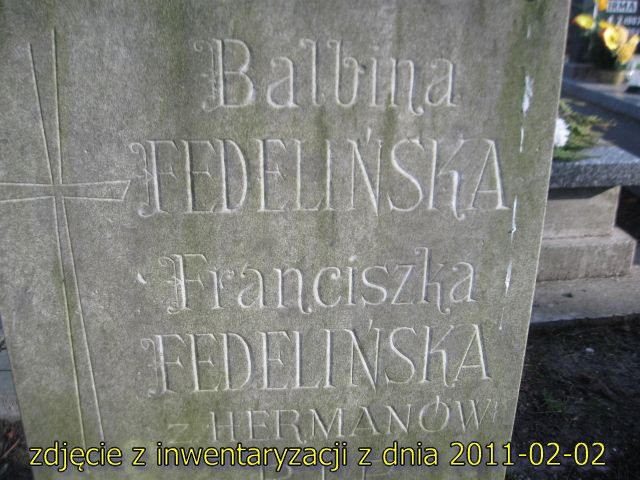 Balbina
FEDELIŃSKA
Franciszka
FEDELIŃSKA
z HERMANÓW
zdjęcie z inwentaryzacji z dnia 2011-02-02